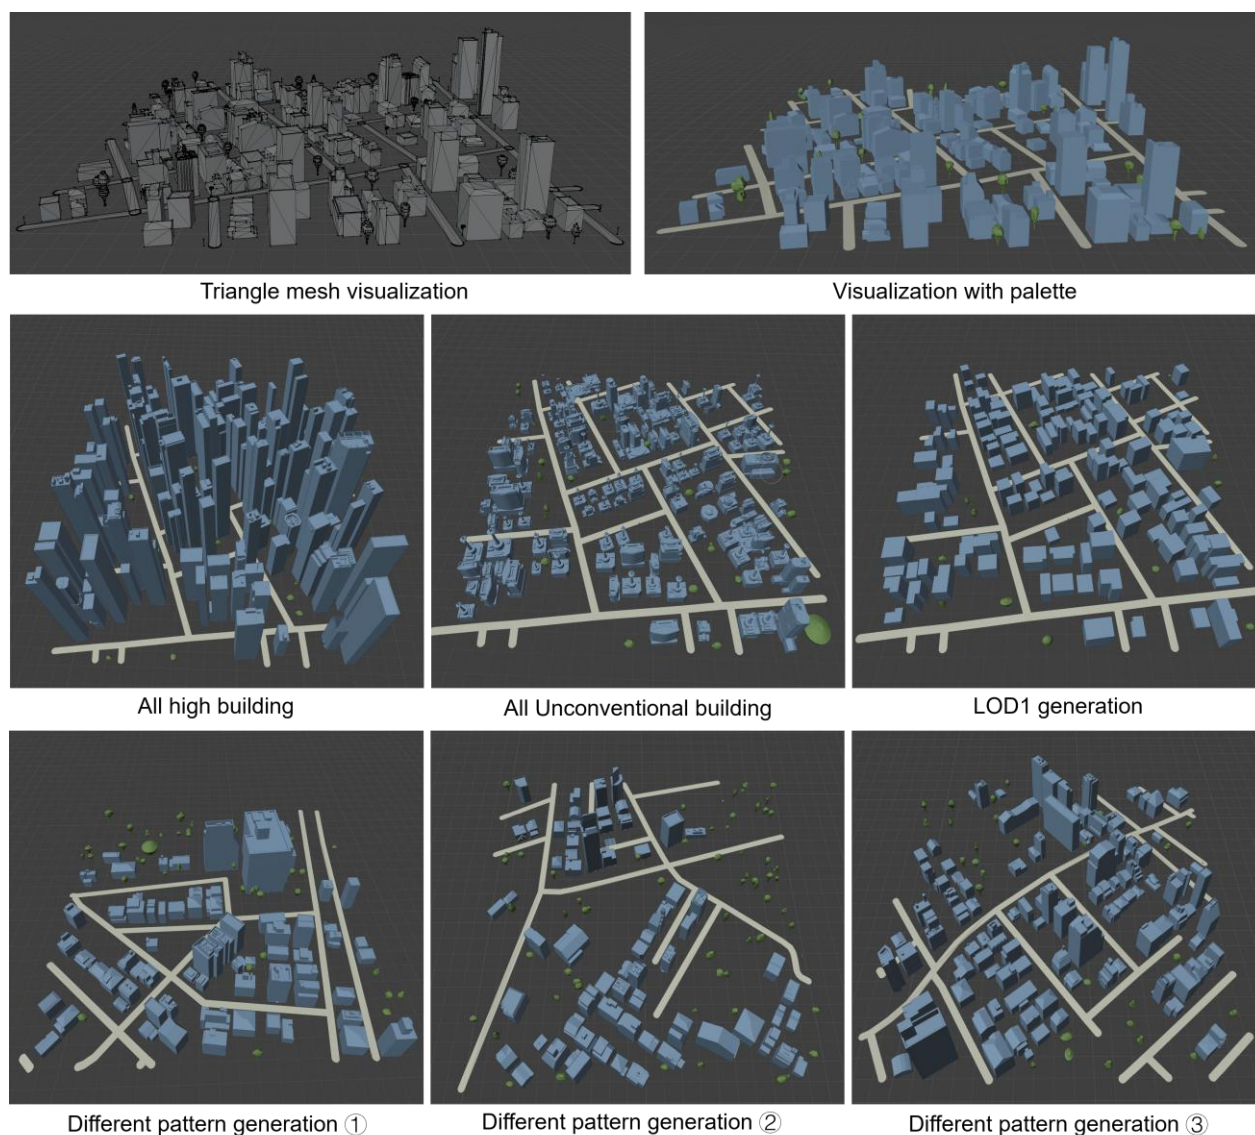 Triangle mesh visualization
Visualization with palette
All high building
All Unconventional building
LOD1 generation
Different pattern generation ①
Different pattern generation ②
Different pattern generation ③